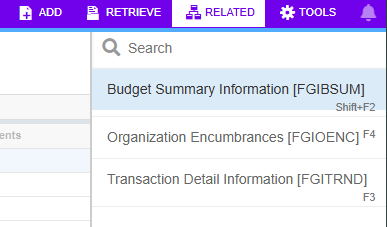 ADD RETRIEVE RELATED TOOLS
Search
Budget Summary Information [FGIBSUM]
Shift+F2
ents
Organization Encumbrances [FGIOENC] F4
Transaction Detail Information [FGITRND]
F3